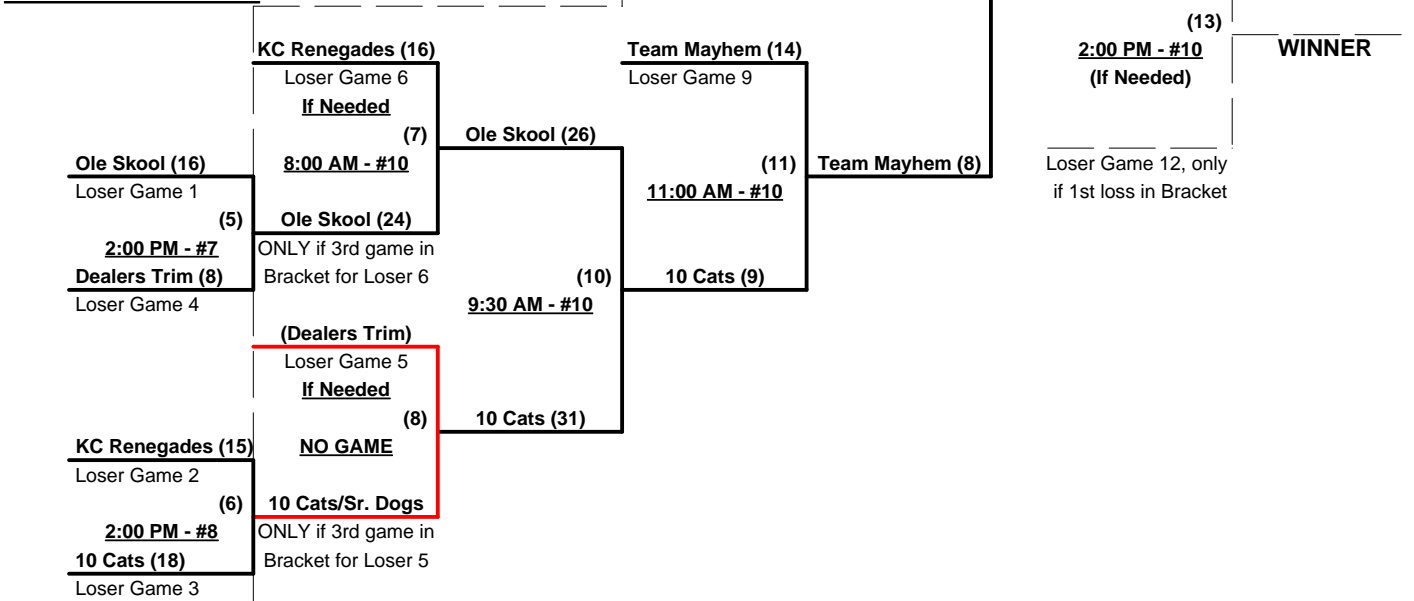 (13)
KC Renegades (16)
Team Mayhem (14)
2:00 PM - #10
WINNER
Loser Game 6
Loser Game 9
(If Needed)
If Needed
(7)
Ole Skool (26)
Ole Skool (16)
8:00 AM - #10
(11)
Team Mayhem (8)
Loser Game 12, only
Loser Game 1
11:00 AM - #10
if 1st loss in Bracket
(5)
Ole Skool (24)
2:00 PM - #7
ONLY if 3rd game in
Dealers Trim (8)
Bracket for Loser 6
(10)
10 Cats (9)
Loser Game 4
9:30 AM - #10
(Dealers Trim)
Loser Game 5
If Needed
(8)
10 Cats (31)
KC Renegades (15)
NO GAME
Loser Game 2
(6)
10 Cats/Sr. Dogs
2:00 PM - #8
ONLY if 3rd game in
10 Cats (18)
Bracket for Loser 5
Loser Game 3